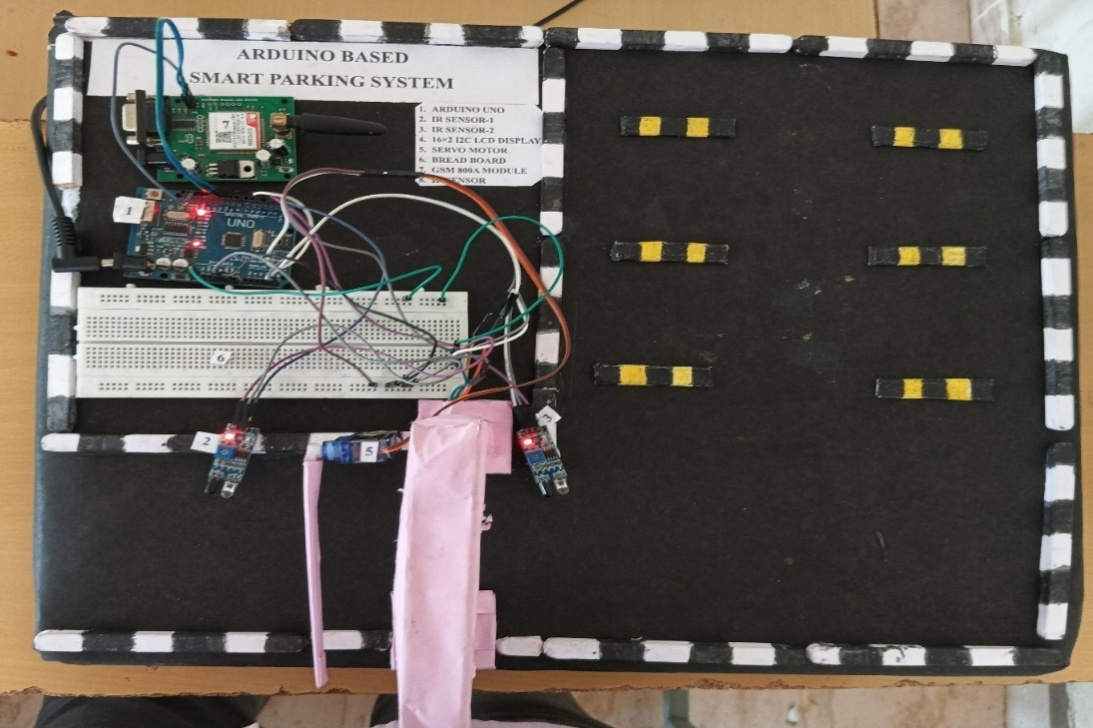 ARDUINO BASED
SMART PARKING SYSTEM
1. ARDUINO UNO
2. IR SENSOR-1
3. IR SENSOR-2
4. 16×2 I2C LCD DISPLAY
5. SERVO MOTOR
6. BREAD BOARD
7. GSM 800A MODULE
SENSOR
7
1
UNO
6
2
5
3